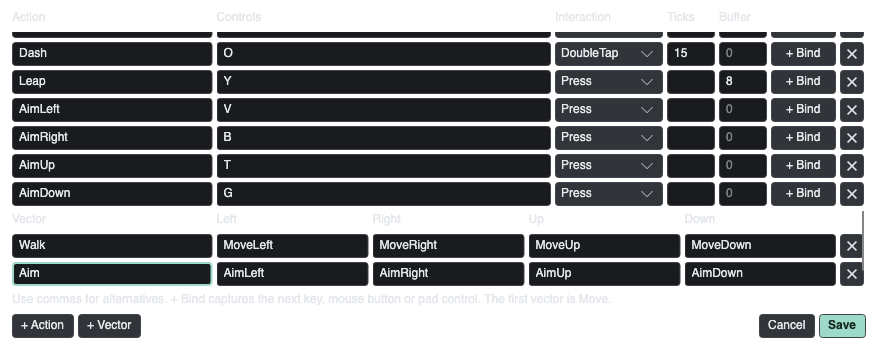 Action Controls Interaction Ticks Buffer
Dash O DoubleTap 15 0 + Bind
Leap Y Press 8 + Bind
AimLeft V Press 0 + Bind
AimRight B Press 0 + Bind
AimUp T Press 0 + Bind
AimDown G Press 0 + Bind
Vector Left Right Up Down
Walk MoveLeft MoveRight MoveUp MoveDown
Aim AimLeft AimRight AimUp AimDown
Use commas for alternatives. + Bind captures the next key, mouse button or pad control. The first vector is Move.
+ Action + Vector Cancel Save